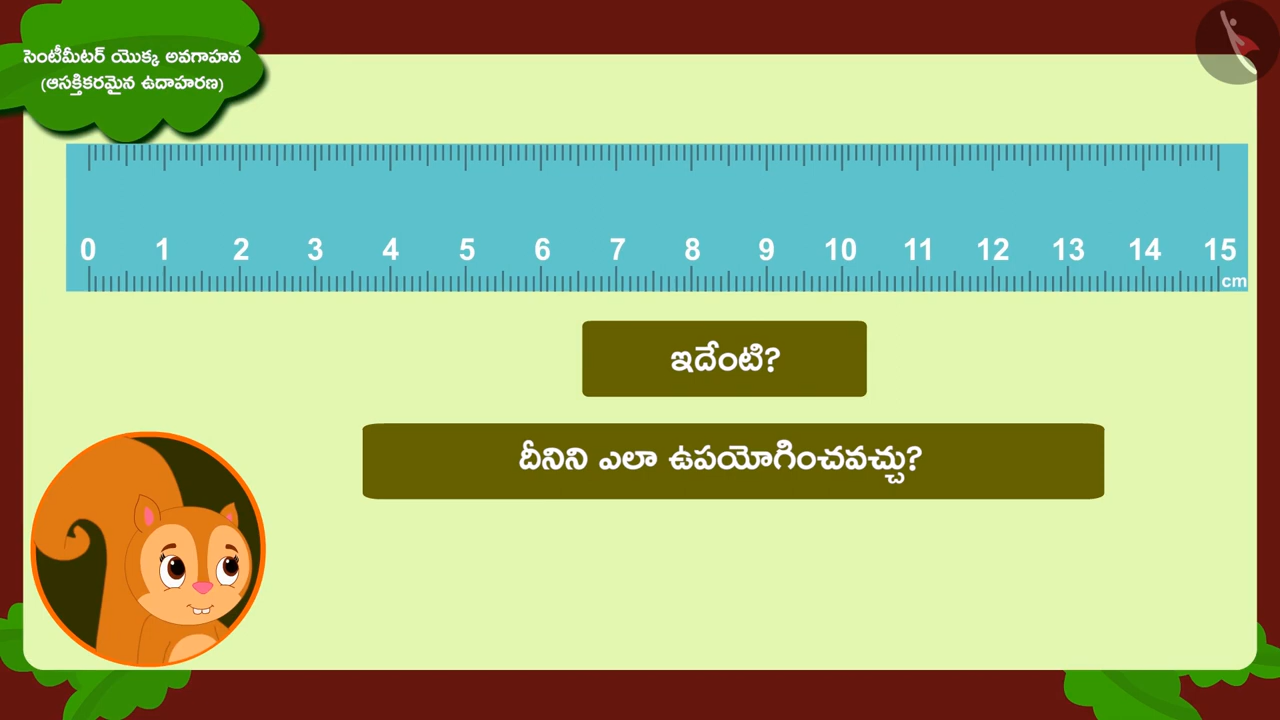 సెంటీమీటర్ యొక్క అవగాహన
(ఆసక్తికరమైన ఉదాహరణ)
0 1 2 3 4 5 6 7 8 9 10 11 12 13 14 15
cm
ఇదేంటి?
దీనిని ఎలా ఉపయోగించవచ్చు?